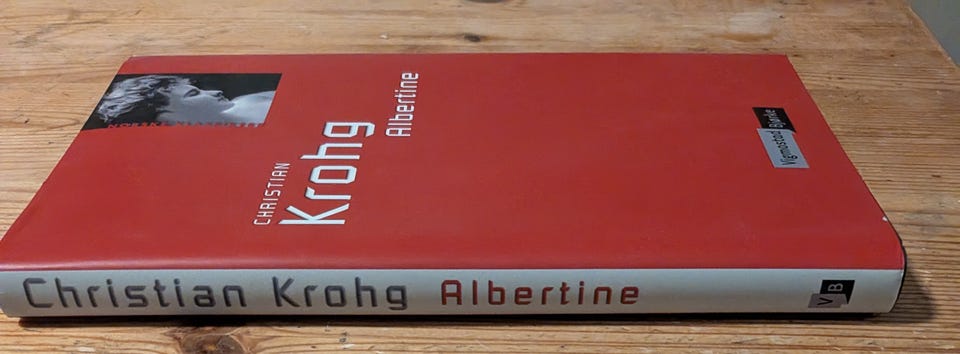 CHRISTIAN
Krohg
Albertine
Vigmostad
Bjørke
Christian Krohg Albertine
VB